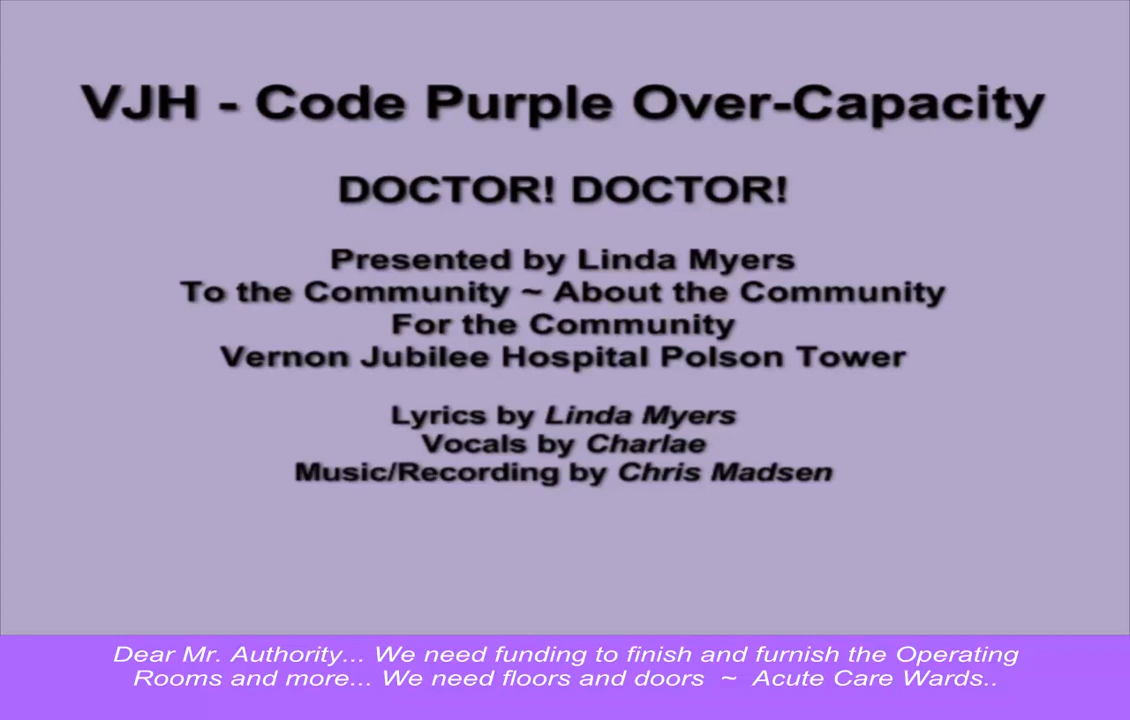 VJH - Code Purple Over-Capacity
DOCTOR! DOCTOR!
Presented by Linda Myers
To the Community ~ About the Community
For the Community
Vernon Jubilee Hospital Polson Tower
Lyrics by Linda Myers
Vocals by Charlae
Music/Recording by Chris Madsen
Dear Mr. Authority... We need funding to finish and furnish the Operating
Rooms and more... We need floors and doors ~ Acute Care Wards..